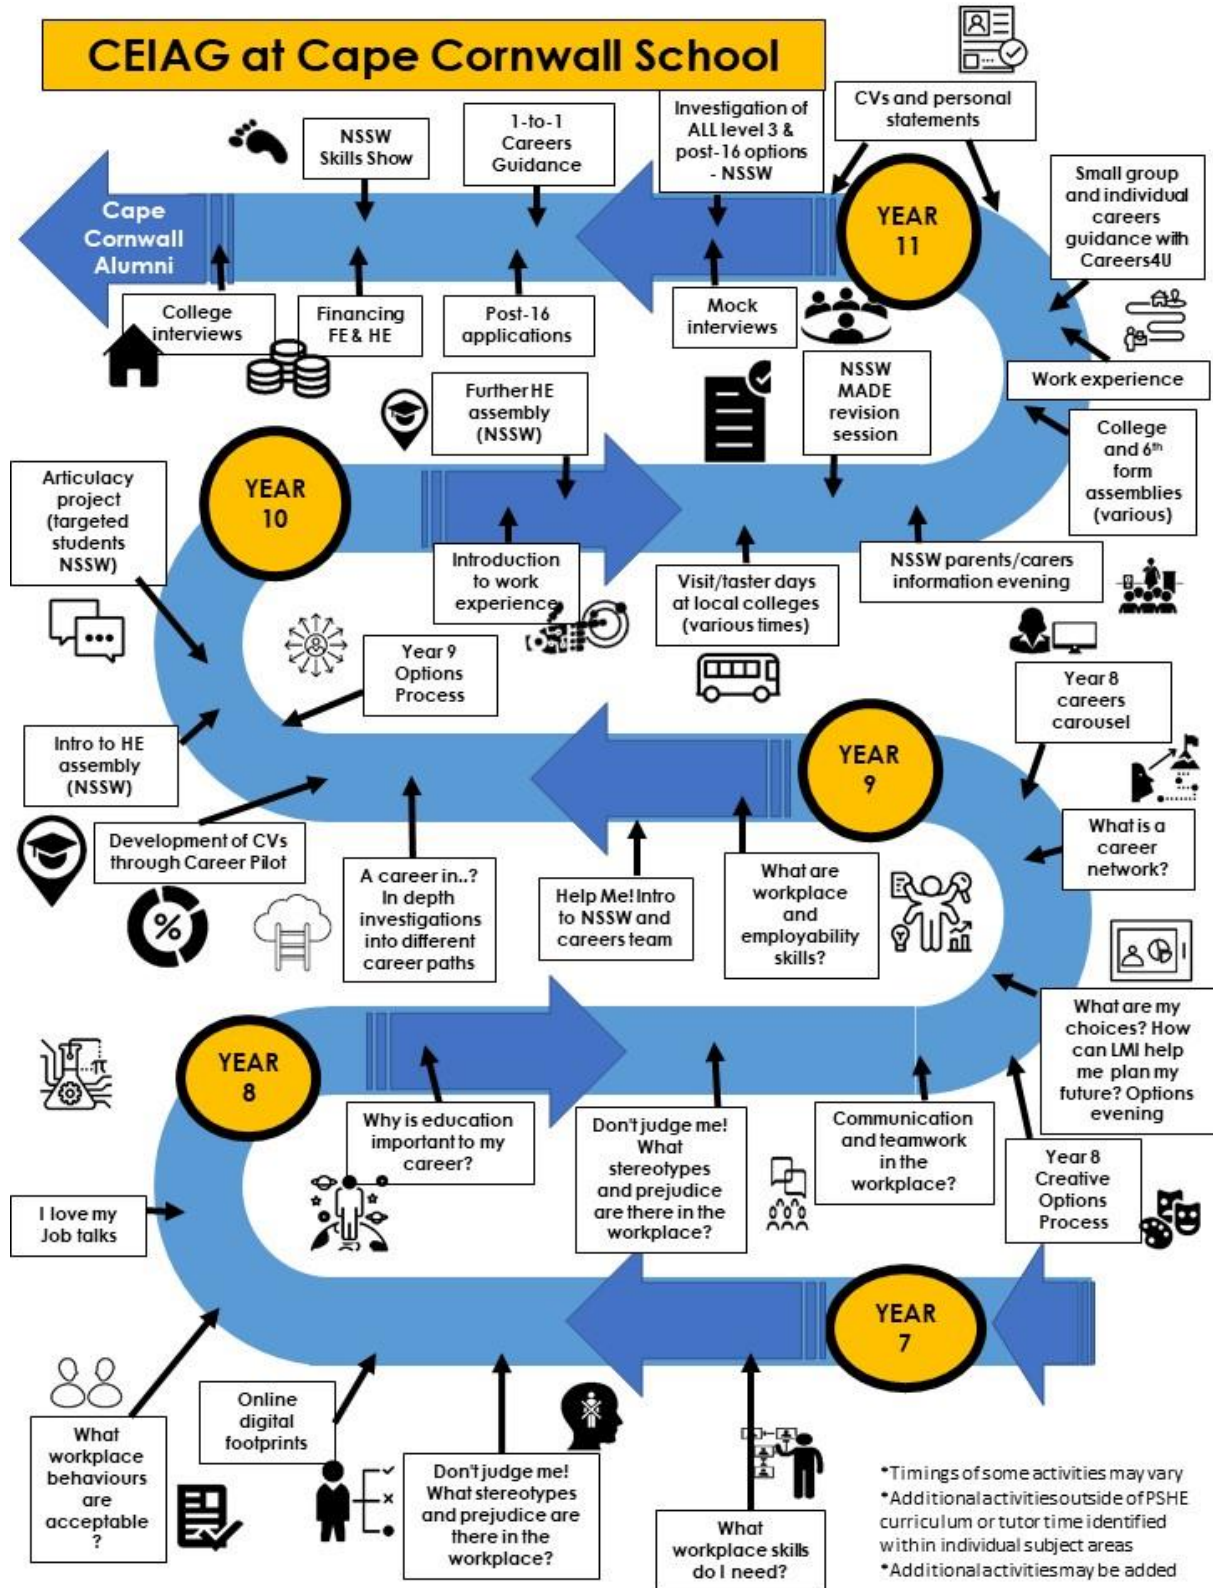 CEIAG at Cape Cornwall School
CVs and personal
statements
Investigation of
ALL level 3 &
post-16 options
- NSSW
1-to-1
Careers
Guidance
NSSW
Skills Show
Cape
Cornwall
Alumni
YEAR
11
Small group
and individual
careers
guidance with
Careers4U
College
interviews
Financing
FE & HE
Post-16
applications
Mock
interviews
Work experience
NSSW
MADE
revision
session
Further HE
assembly
(NSSW)
College
and 6th
form
assemblies
(various)
Articulacy
project
(targeted
students
NSSW)
YEAR
10
Introduction
to work
experience
Visit/taster days
at local colleges
(various times)
NSSW parents/carers
information evening
Year 9
Options
Process
Year 8
careers
carousel
Intro to HE
assembly
(NSSW)
YEAR
9
What is a
career
network?
Development of CVs
through Career Pilot
%
A career in..?
In depth
investigations
into different
career paths
Help Me! Intro
to NSSW and
careers team
What are
workplace
and
employability
skills?
What are my
choices? How
can LMI help
me plan my
future? Options
evening
YEAR
8
π
Why is education
important to my
career?
Don't judge me!
What
stereotypes
and prejudice
are there in the
workplace?
Communication
and teamwork
in the
workplace?
Year 8
Creative
Options
Process
I love my
Job talks
YEAR
7
What
workplace
behaviours
are
acceptable
?
Online
digital
footprints
Don't judge me!
What stereotypes
and prejudice are
there in the
workplace?
What
workplace skills
do I need?
*Timings of some activities may vary
*Additional activities outside of PSHE
curriculum or tutor time identified
within individual subject areas
*Additional activities may be added